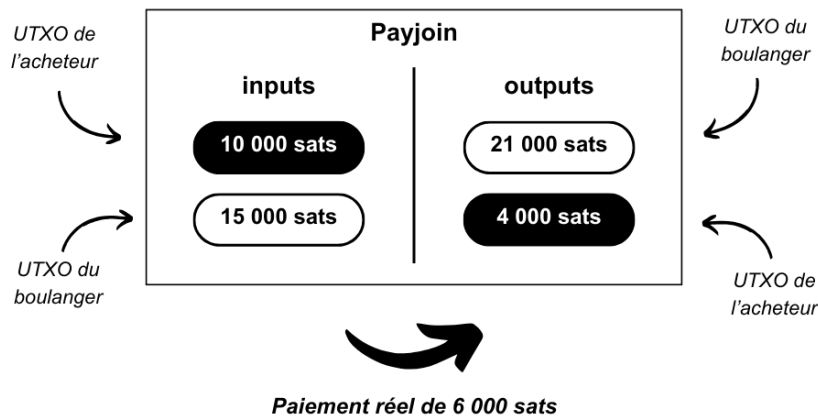 Payjoin
UTXO de
l'acheteur
UTXO du
boulanger
inputs
outputs
10 000 sats
21 000 sats
15 000 sats
4 000 sats
UTXO du
boulanger
UTXO de
l'acheteur
Paiement réel de 6 000 sats